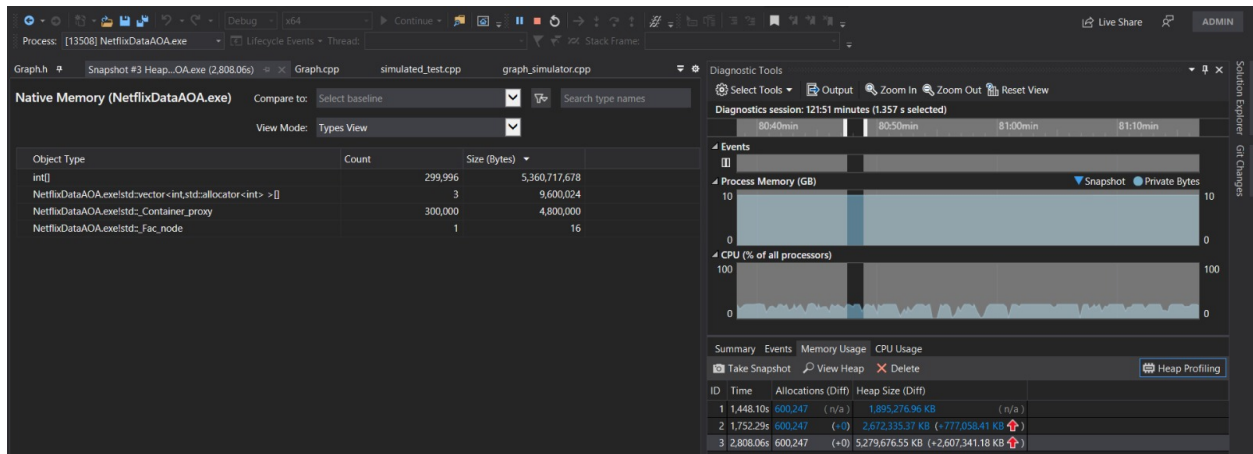 Debug x64 Continue Live Share ADMIN
Process: [13508] NetflixDataAOA.exe Lifecycle Events Thread: Stack Frame:
Graph.h Snapshot #3 Heap...OA.exe (2,808.06s) Graph.cpp simulated_test.cpp graph_simulator.cpp
Native Memory (NetflixDataAOA.exe) Compare to: Select baseline Search type names
View Mode: Types View
Object Type Count Size (Bytes)
int[] 299,996 5,360,717,678
NetflixDataAOA.exe!std::vector<int,std::allocator<int> >[] 3 9,600,024
NetflixDataAOA.exe!std::_Container_proxy 300,000 4,800,000
NetflixDataAOA.exe!std::_Fac_node 1 16
Diagnostic Tools
Select Tools Output Zoom In Zoom Out Reset View
Diagnostics session: 121:51 minutes (1.357 s selected)
80:40min 80:50min 81:00min 81:10min
Events
Process Memory (GB) Snapshot Private Bytes
10 10
0 0
CPU (% of all processors)
100 100
0 0
Summary Events Memory Usage CPU Usage
Take Snapshot View Heap Delete Heap Profiling
ID Time Allocations (Diff) Heap Size (Diff)
1 1,448.10s 600,247 (n/a) 1,895,276.96 KB (n/a)
2 1,752.29s 600,247 (+0) 2,672,335.37 KB (+777,058.41 KB)
3 2,808.06s 600,247 (+0) 5,279,676.55 KB (+2,607,341.18 KB)
Solution Explorer
Git Changes